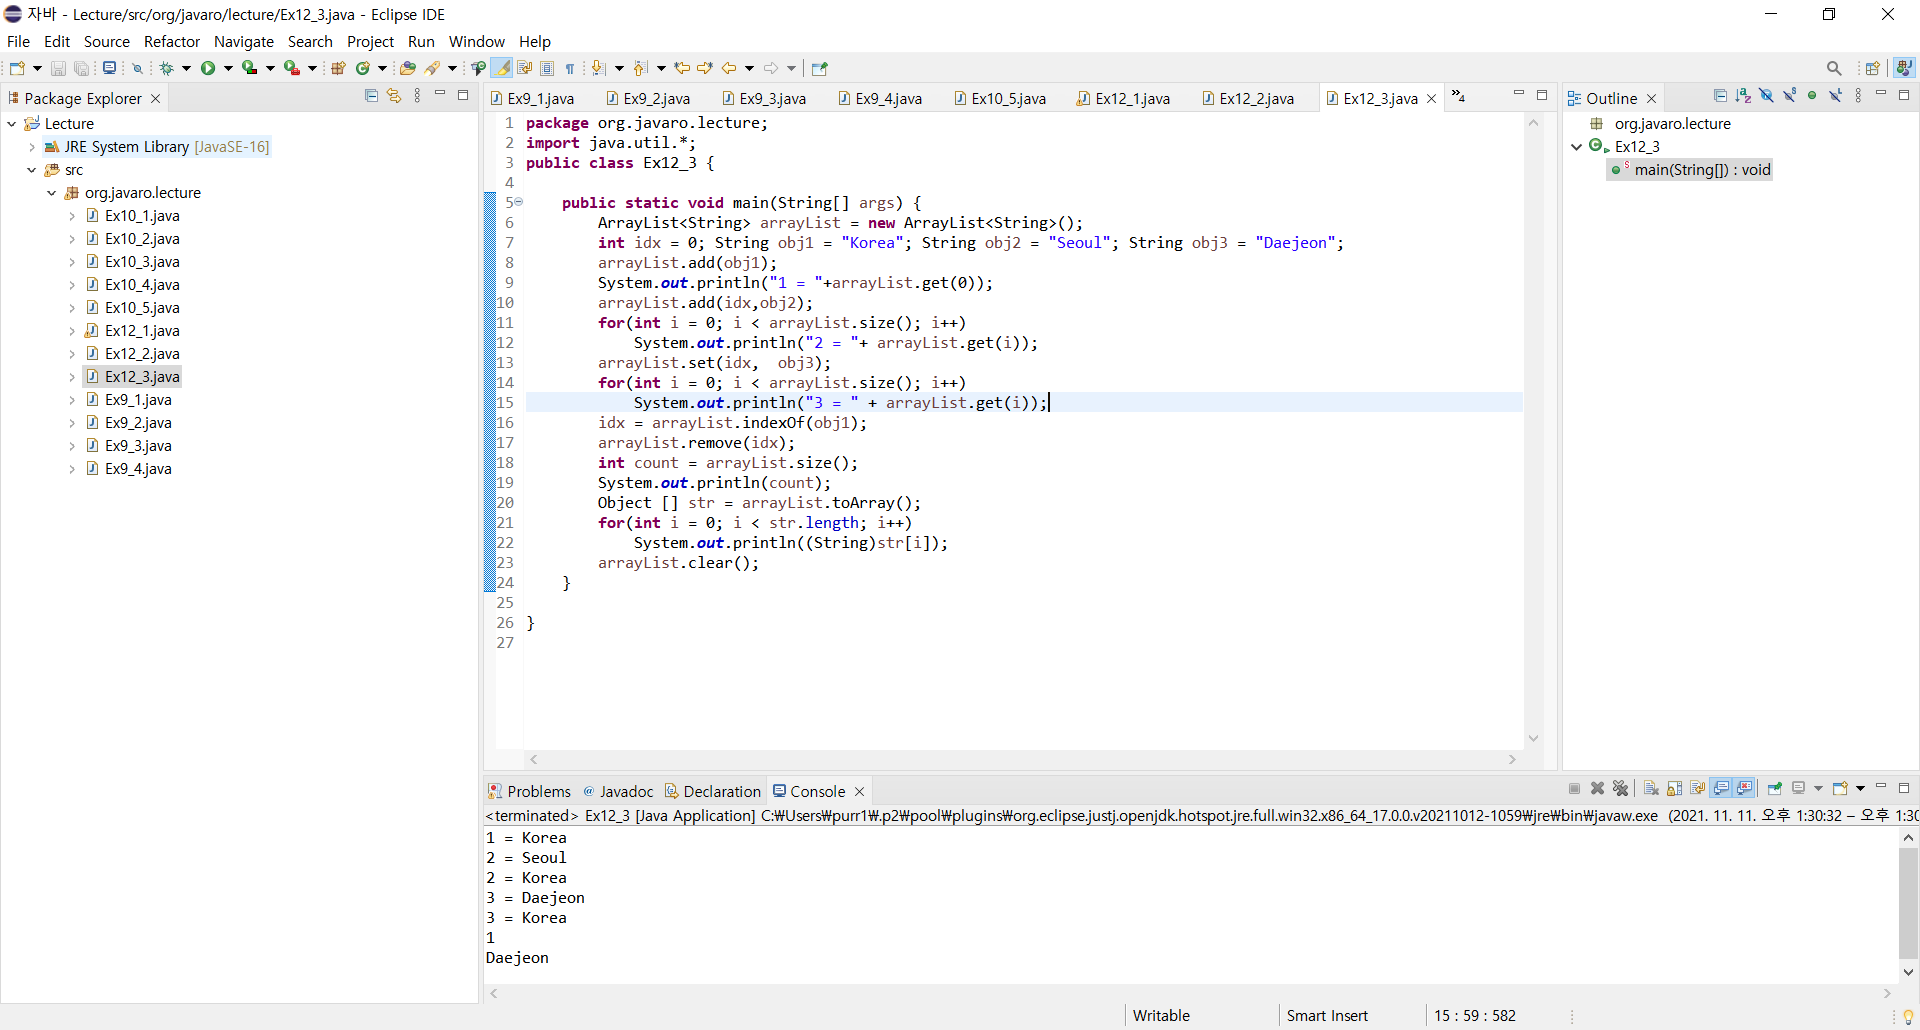 자바 - Lecture/src/org/javaro/lecture/Ex12_3.java - Eclipse IDE
File Edit Source Refactor Navigate Search Project Run Window Help
Package Explorer
Lecture
JRE System Library [JavaSE-16]
src
org.javaro.lecture
Ex10_1.java
Ex10_2.java
Ex10_3.java
Ex10_4.java
Ex10_5.java
Ex12_1.java
Ex12_2.java
Ex12_3.java
Ex9_1.java
Ex9_2.java
Ex9_3.java
Ex9_4.java
Ex9_1.java Ex9_2.java Ex9_3.java Ex9_4.java Ex10_5.java Ex12_1.java Ex12_2.java Ex12_3.java »4
1 package org.javaro.lecture;
2 import java.util.*;
3 public class Ex12_3 {
4
5 public static void main(String[] args) {
6 ArrayList<String> arrayList = new ArrayList<String>();
7 int idx = 0; String obj1 = "Korea"; String obj2 = "Seoul"; String obj3 = "Daejeon";
8 arrayList.add(obj1);
9 System.out.println("1 = "+arrayList.get(0));
10 arrayList.add(idx,obj2);
11 for(int i = 0; i < arrayList.size(); i++)
12 System.out.println("2 = "+ arrayList.get(i));
13 arrayList.set(idx,  obj3);
14 for(int i = 0; i < arrayList.size(); i++)
15 System.out.println("3 = " + arrayList.get(i));
16 idx = arrayList.indexOf(obj1);
17 arrayList.remove(idx);
18 int count = arrayList.size();
19 System.out.println(count);
20 Object [] str = arrayList.toArray();
21 for(int i = 0; i < str.length; i++)
22 System.out.println((String)str[i]);
23 arrayList.clear();
24 }
25
26 }
27
Outline
org.javaro.lecture
Ex12_3
main(String[]) : void
Problems @ Javadoc Declaration Console
<terminated> Ex12_3 [Java Application] C:₩Users₩purr1₩.p2₩pool₩plugins₩org.eclipse.justj.openjdk.hotspot.jre.full.win32.x86_64_17.0.0.v20211012-1059₩jre₩bin₩javaw.exe (2021. 11. 11. 오후 1:30:32 – 오후 1:30
1 = Korea
2 = Seoul
2 = Korea
3 = Daejeon
3 = Korea
1
Daejeon
Writable Smart Insert 15 : 59 : 582